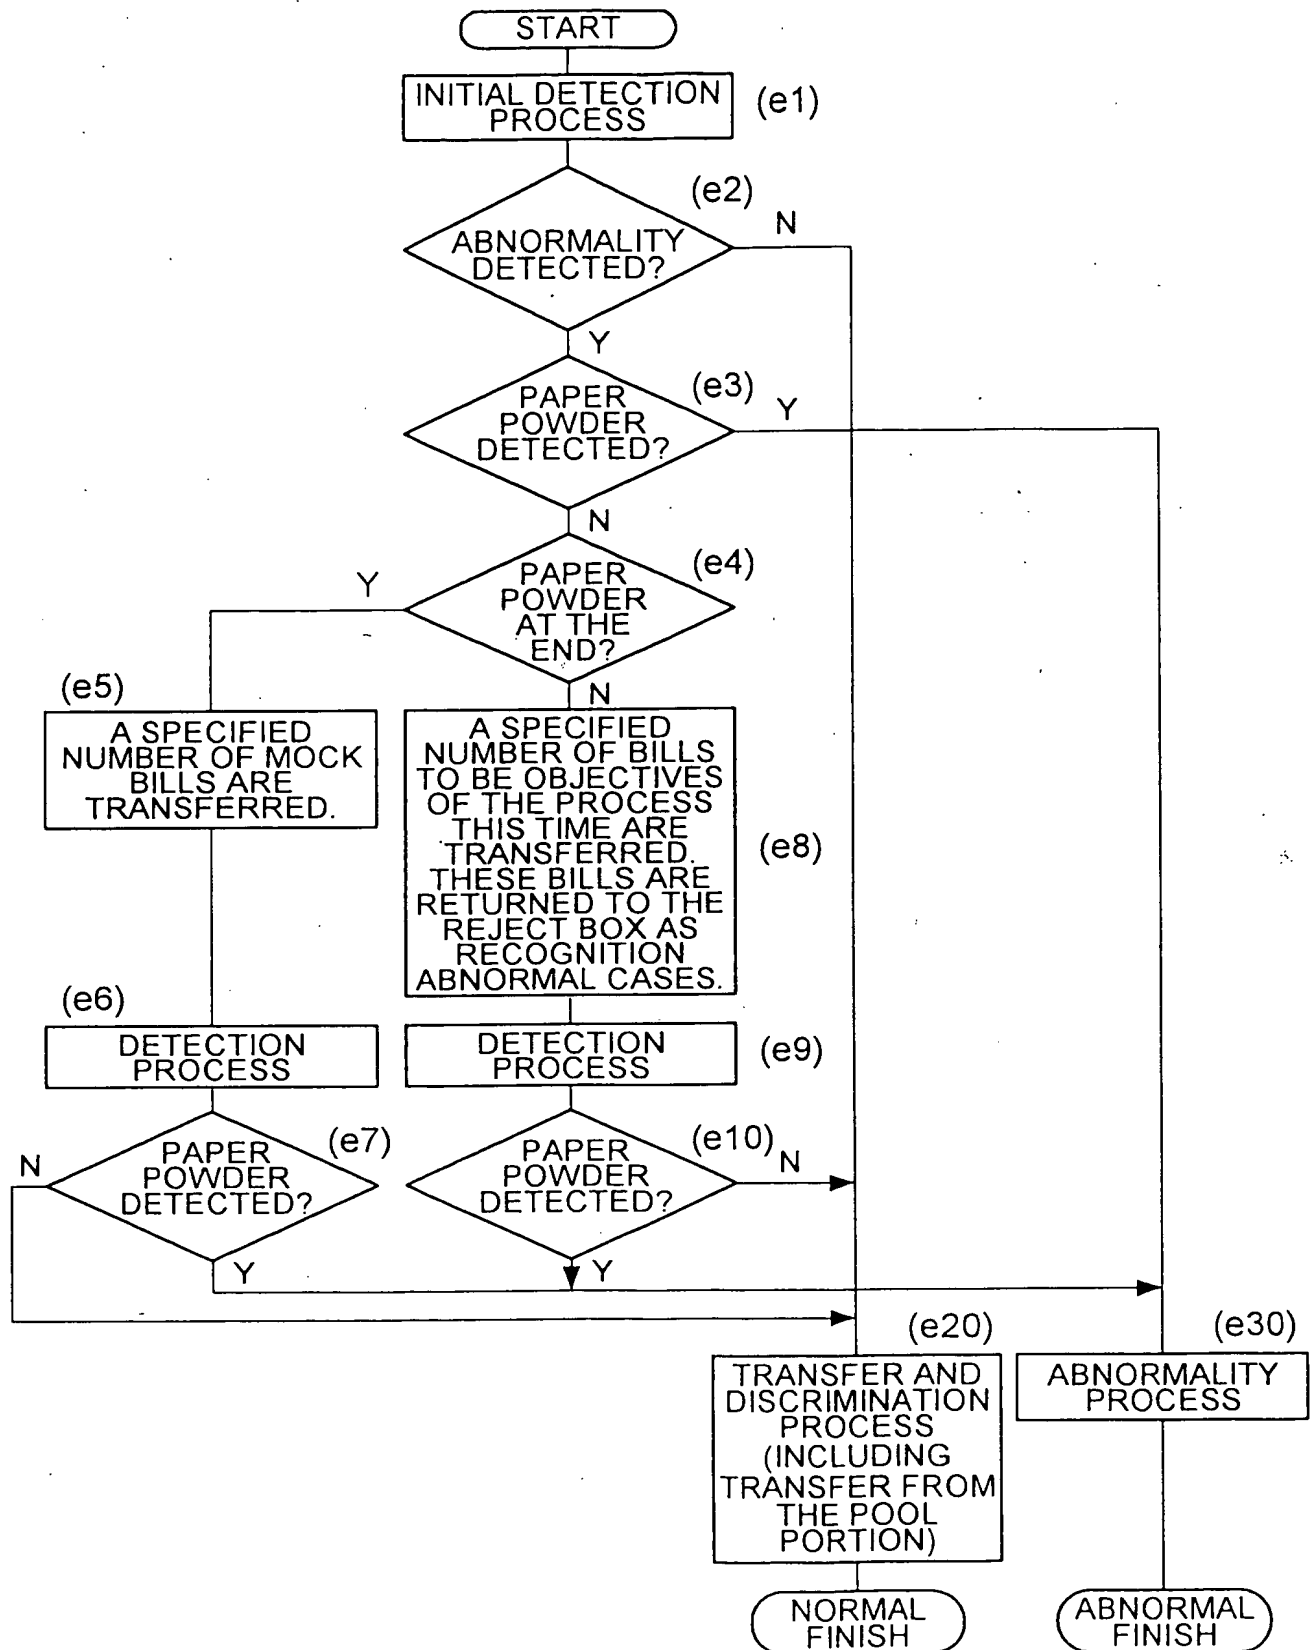 START
INITIAL DETECTION
PROCESS
(e1)
(e2)
N
ABNORMALITY
DETECTED?
Y
(e3)
Y
PAPER
POWDER
DETECTED?
N
(e4)
Y
PAPER
POWDER
AT THE
END?
N
(e5)
A SPECIFIED
NUMBER OF MOCK
BILLS ARE
TRANSFERRED.
A SPECIFIED
NUMBER OF BILLS
TO BE OBJECTIVES
OF THE PROCESS
THIS TIME ARE
TRANSFERRED.
THESE BILLS ARE
RETURNED TO THE
REJECT BOX AS
RECOGNITION
ABNORMAL CASES.
(e8)
(e6)
DETECTION
PROCESS
DETECTION
PROCESS
(e9)
N
PAPER
POWDER
DETECTED?
(e7)
Y
PAPER
POWDER
DETECTED?
(e10)
N
Y
(e20)
TRANSFER AND
DISCRIMINATION
PROCESS
(INCLUDING
TRANSFER FROM
THE POOL
PORTION)
(e30)
ABNORMALITY
PROCESS
NORMAL
FINISH
ABNORMAL
FINISH